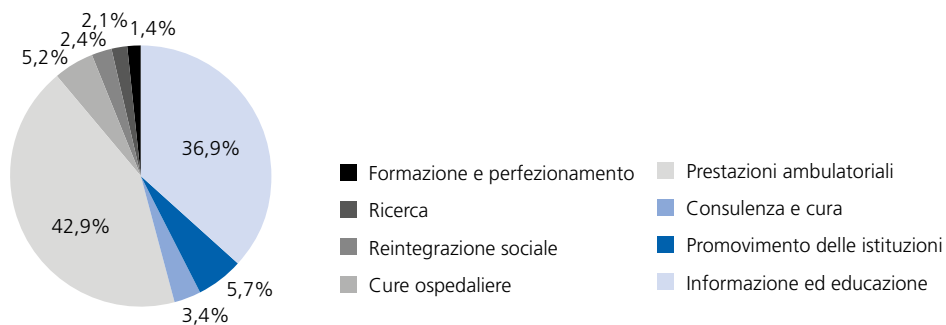 2,1%
1,4%
2,4%
5,2%
36,9%
42,9%
5,7%
3,4%
Formazione e perfezionamento
Ricerca
Reintegrazione sociale
Cure ospedaliere
Prestazioni ambulatoriali
Consulenza e cura
Promovimento delle istituzioni
Informazione ed educazione